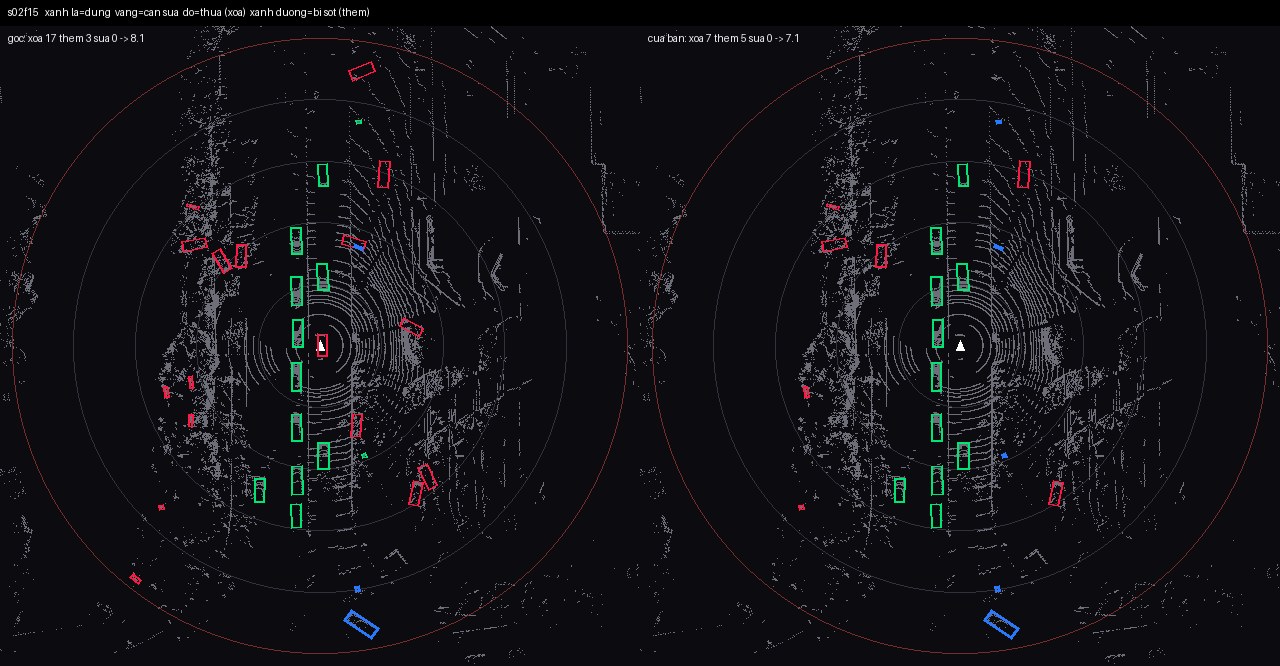 s02f15 xanh la=dung vang=can sua do=thua (xoa) xanh duong=bi sot (them)
goc: xoa 17 them 3 sua 0 -> 8.1
cua ban: xoa 7 them 5 sua 0 -> 7.1